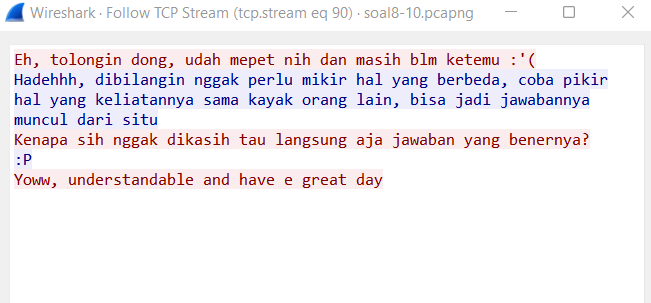 Wireshark · Follow TCP Stream (tcp.stream eq 90) · soal8-10.pcapng
Eh, tolongin dong, udah mepet nih dan masih blm ketemu :'(
Hadehhh, dibilangin nggak perlu mikir hal yang berbeda, coba pikir
hal yang keliatannya sama kayak orang lain, bisa jadi jawabannya
muncul dari situ
Kenapa sih nggak dikasih tau langsung aja jawaban yang benernya?
:P
Yoww, understandable and have e great day